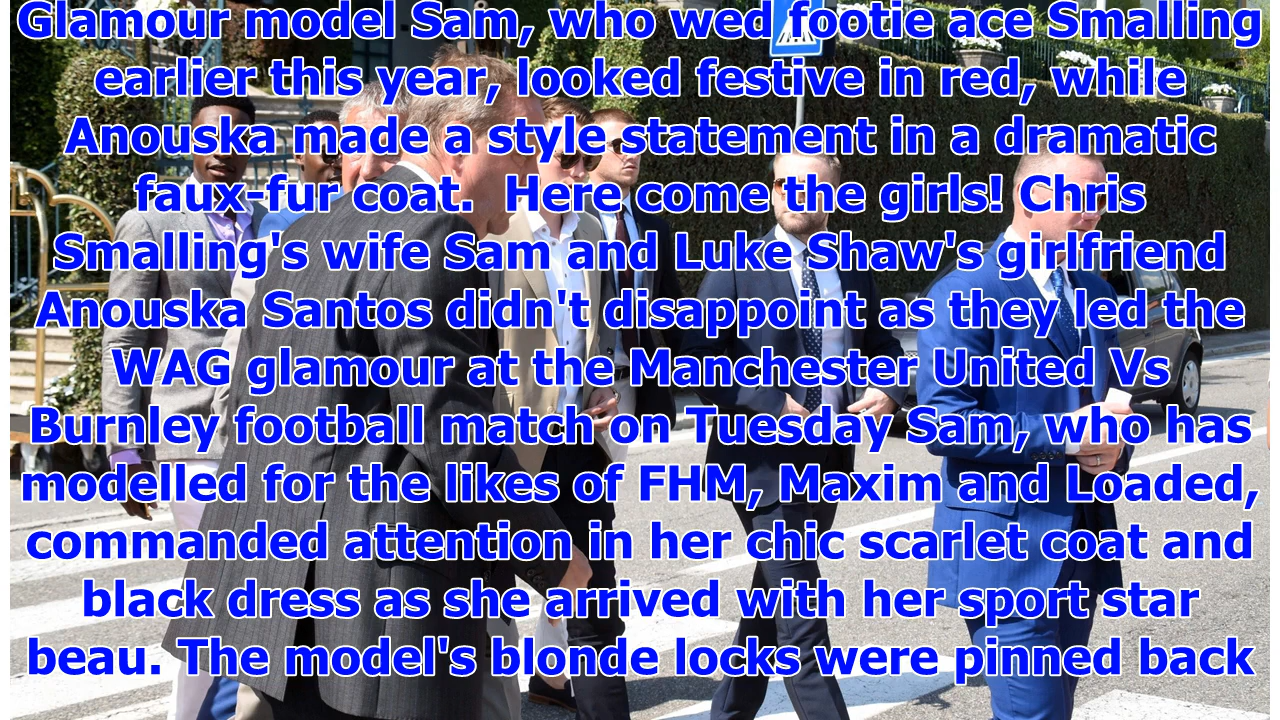 Glamour model Sam, who wed footie ace Smalling
earlier this year, looked festive in red, while
Anouska made a style statement in a dramatic
faux-fur coat.  Here come the girls! Chris
Smalling's wife Sam and Luke Shaw's girlfriend
Anouska Santos didn't disappoint as they led the
WAG glamour at the Manchester United Vs
Burnley football match on Tuesday Sam, who has
modelled for the likes of FHM, Maxim and Loaded,
commanded attention in her chic scarlet coat and
black dress as she arrived with her sport star
beau. The model's blonde locks were pinned back